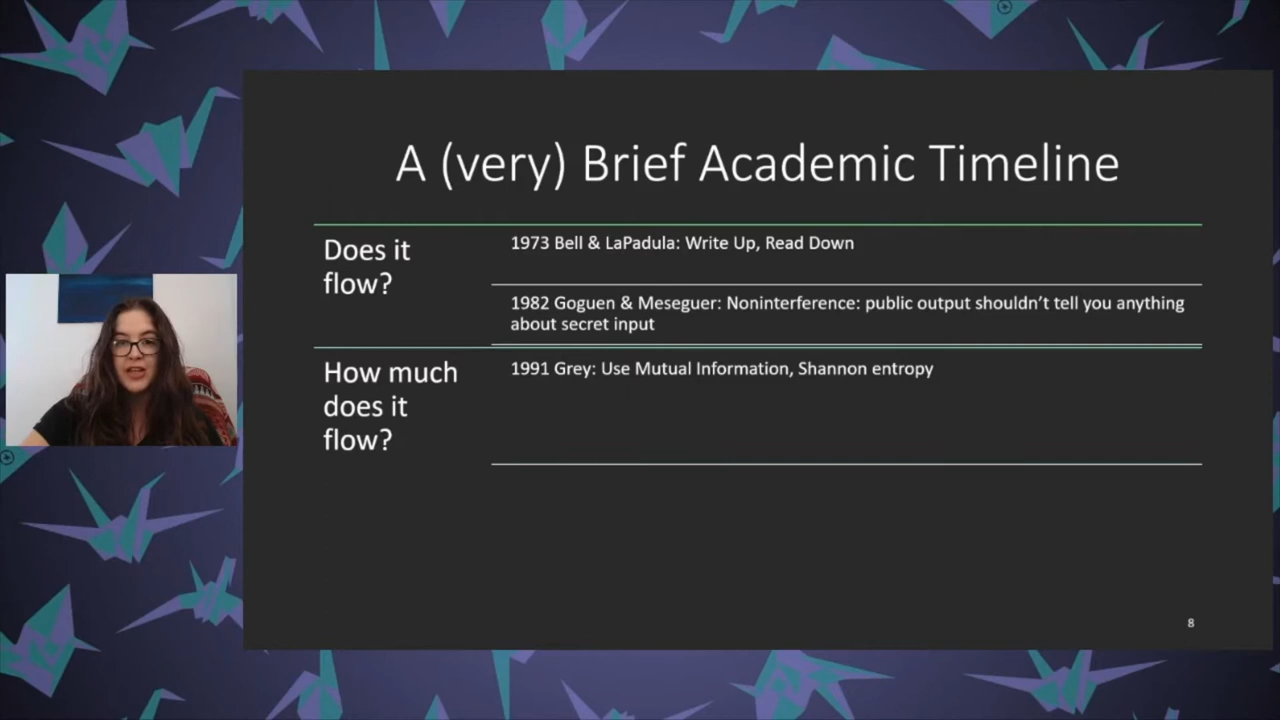 A (very) Brief Academic Timeline
Does it
flow?
1973 Bell & LaPadula: Write Up, Read Down
1982 Goguen & Meseguer: Noninterference: public output shouldn't tell you anything
about secret input
How much
does it
flow?
1991 Grey: Use Mutual Information, Shannon entropy
8